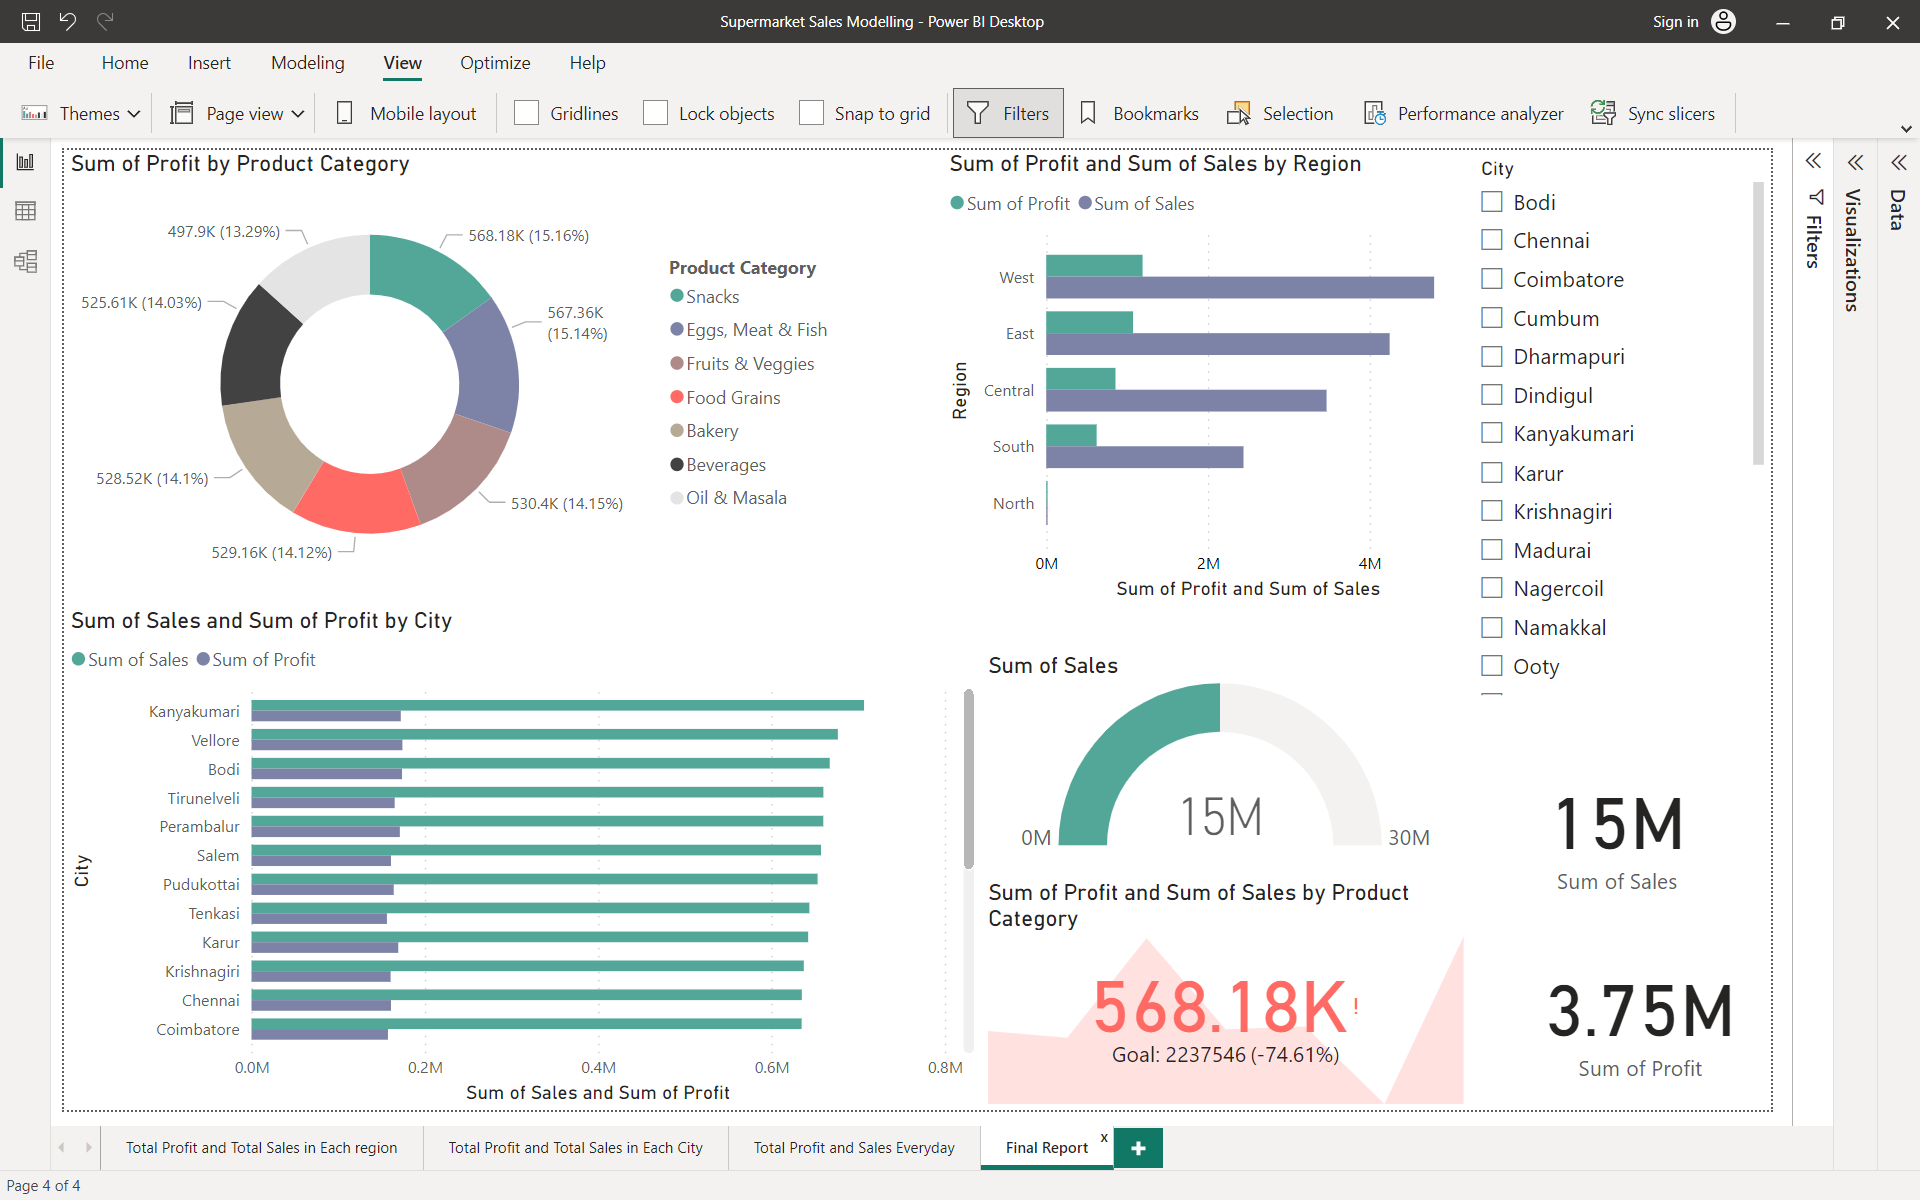 Supermarket Sales Modelling - Power BI Desktop
Sign in
File
Home
Insert
Modeling
View
Optimize
Help
Themes
Page view
Mobile layout
Gridlines
Lock objects
Snap to grid
Filters
Bookmarks
Selection
Performance analyzer
Sync slicers
Sum of Profit by Product Category
497.9K (13.29%)
568.18K (15.16%)
525.61K (14.03%)
567.36K
(15.14%)
528.52K (14.1%)
530.4K (14.15%)
529.16K (14.12%)
Product Category
Snacks
Eggs, Meat & Fish
Fruits & Veggies
Food Grains
Bakery
Beverages
Oil & Masala
Sum of Profit and Sum of Sales by Region
Sum of Profit
Sum of Sales
Region
West
East
Central
South
North
0M
2M
4M
Sum of Profit and Sum of Sales
City
Bodi
Chennai
Coimbatore
Cumbum
Dharmapuri
Dindigul
Kanyakumari
Karur
Krishnagiri
Madurai
Nagercoil
Namakkal
Ooty
Filters
Visualizations
Data
Sum of Sales and Sum of Profit by City
Sum of Sales
Sum of Profit
City
Kanyakumari
Vellore
Bodi
Tirunelveli
Perambalur
Salem
Pudukottai
Tenkasi
Karur
Krishnagiri
Chennai
Coimbatore
0.0M
0.2M
0.4M
0.6M
0.8M
Sum of Sales and Sum of Profit
Sum of Sales
15M
0M
30M
Sum of Profit and Sum of Sales by Product
Category
568.18K!
Goal: 2237546 (-74.61%)
15M
Sum of Sales
3.75M
Sum of Profit
Total Profit and Total Sales in Each region
Total Profit and Total Sales in Each City
Total Profit and Sales Everyday
Final Report
x
+
Page 4 of 4